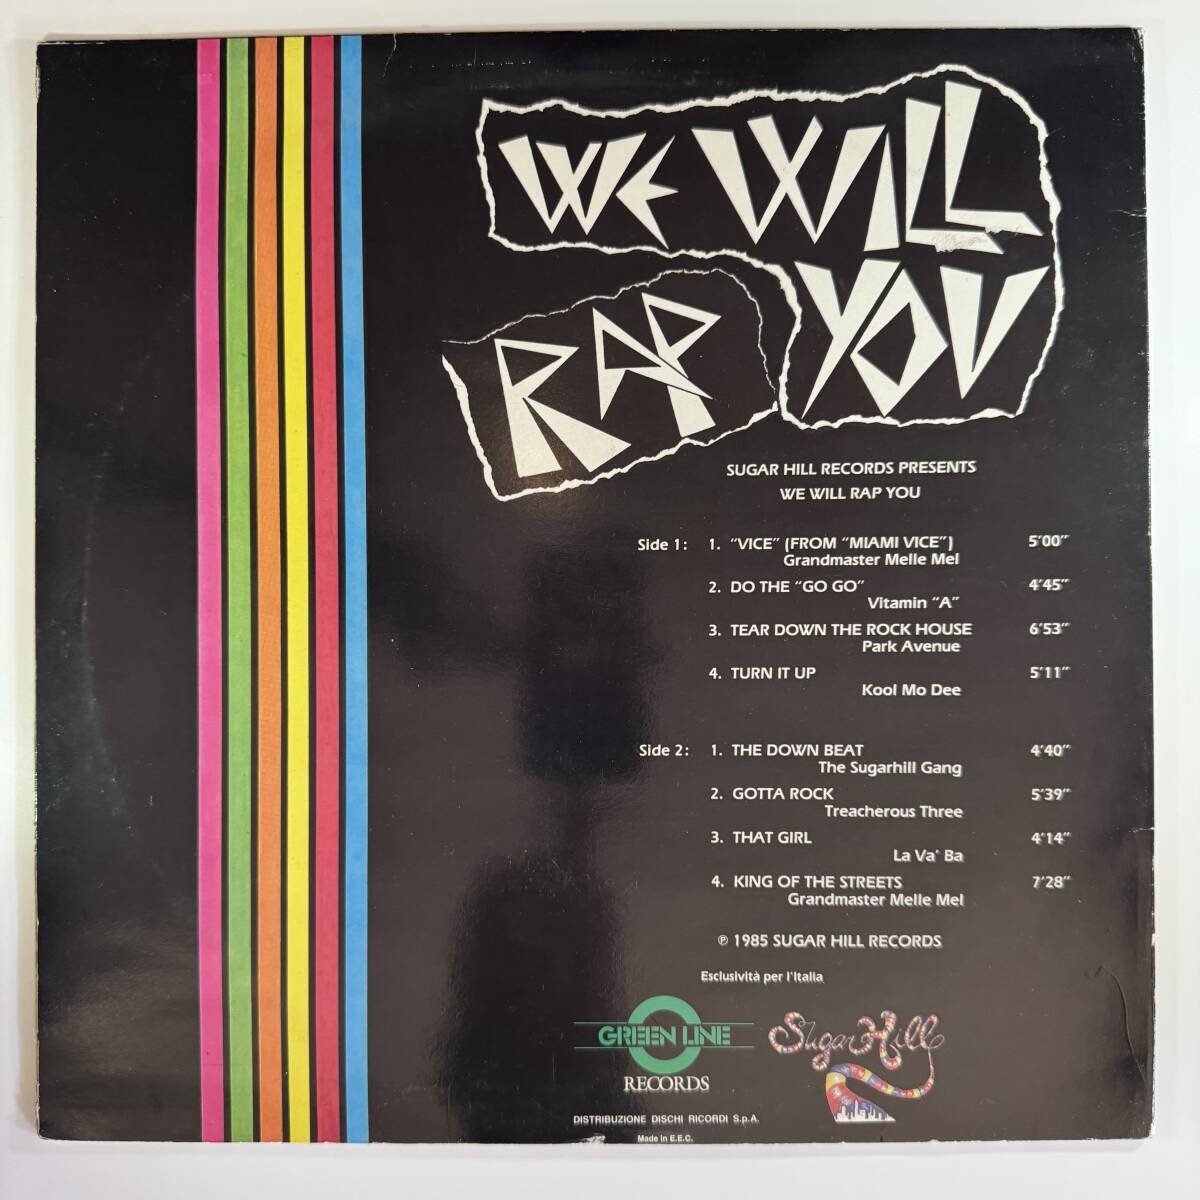 WE WILL
RAP YOU
SUGAR HILL RECORDS PRESENTS
WE WILL RAP YOU
Side 1: 1. “VICE” (FROM “MIAMI VICE”) 5’00”
Grandmaster Melle Mel
2. DO THE “GO GO” 4’45”
Vitamin “A”
3. TEAR DOWN THE ROCK HOUSE 6’53”
Park Avenue
4. TURN IT UP 5’11”
Kool Mo Dee
Side 2: 1. THE DOWN BEAT 4’40”
The Sugarhill Gang
2. GOTTA ROCK 5’39”
Treacherous Three
3. THAT GIRL 4’14”
La Va’ Ba
4. KING OF THE STREETS 7’28”
Grandmaster Melle Mel
℗ 1985 SUGAR HILL RECORDS
Esclusività per l'Italia
GREEN LINE
RECORDS
Sugar Hill
DISTRIBUZIONE DISCHI RICORDI S.p.A.
Made in E.E.C.